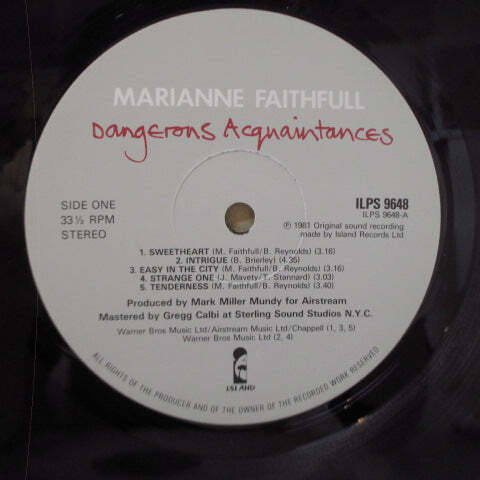 MARIANNE FAITHFULL
Dangerous Acquaintances
SIDE ONE
33⅓ RPM
STEREO
ILPS 9648
ILPS 9648-A
℗ 1981 Original sound recording
made by Island Records Ltd
1. SWEETHEART (M. Faithfull/B. Reynolds) (3.16)
2. INTRIGUE (B. Brierley) (4.35)
3. EASY IN THE CITY (M. Faithfull/B. Reynolds) (3.16)
4. STRANGE ONE (J. Mavety/T. Stannard) (3.03)
5. TENDERNESS (M. Faithfull/B. Reynolds) (3.40)
Produced by Mark Miller Mundy for Airstream
Mastered by Gregg Calbi at Sterling Sound Studios N.Y.C.
Warner Bros Music Ltd/Airstream Music Ltd/Chappell (1, 3, 5)
Warner Bros Music Ltd (2, 4)
ISLAND
ALL RIGHTS OF THE PRODUCER AND OF THE OWNER OF THE RECORDED WORK RESERVED